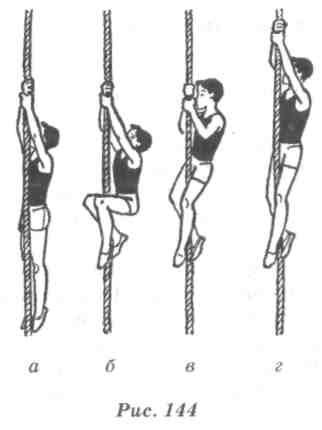 а б в г
Рис. 144